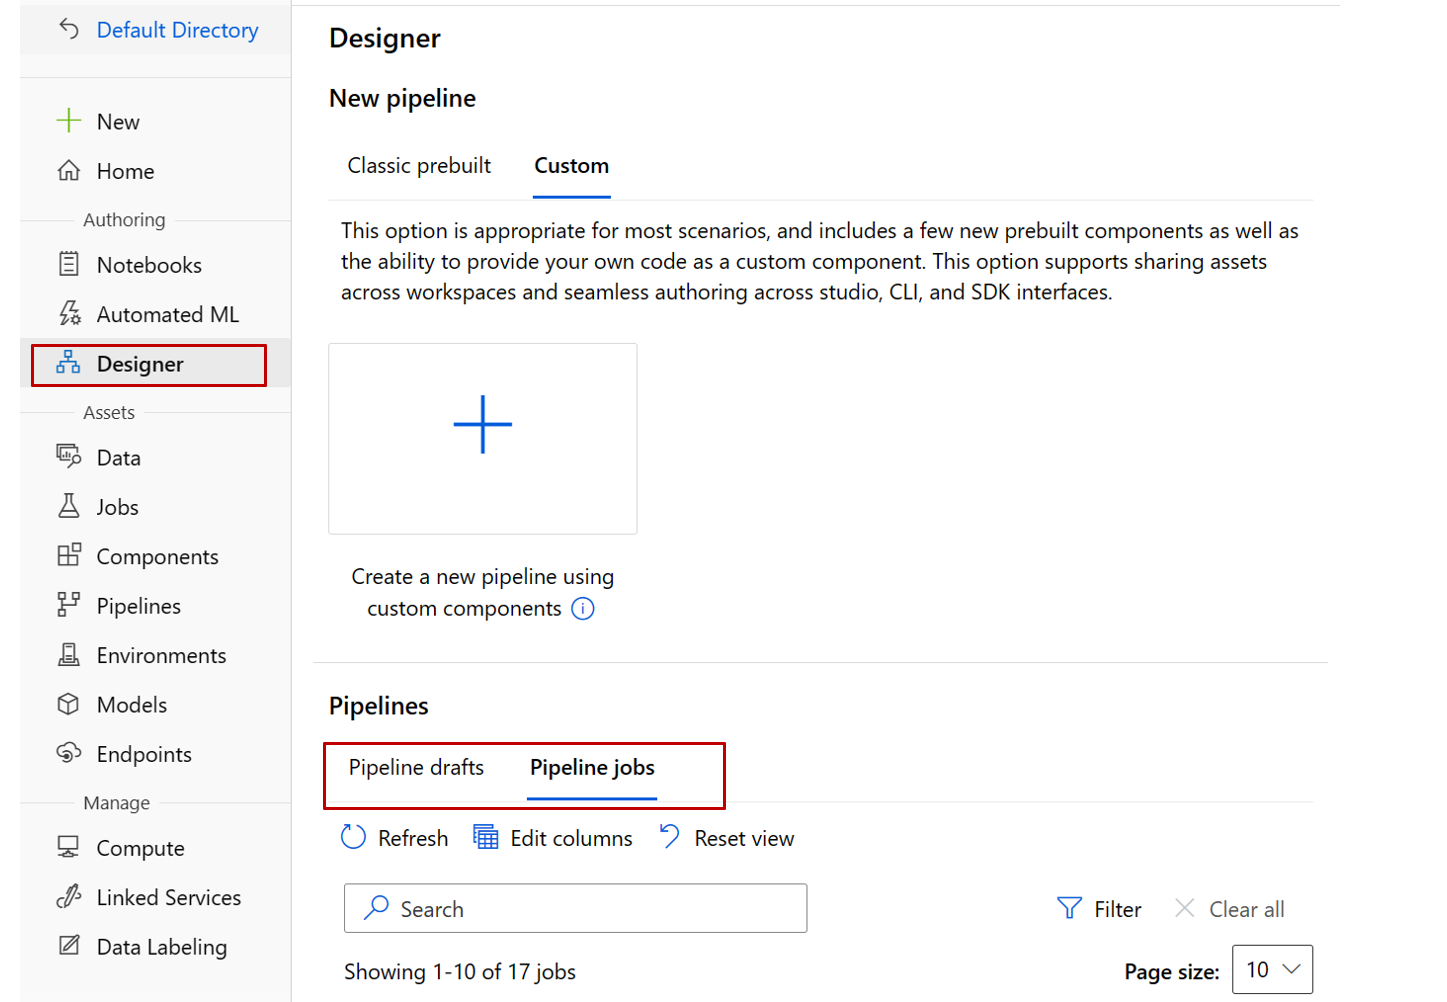 Default Directory
New
Home
Authoring
Notebooks
Automated ML
Designer
Assets
Data
Jobs
Components
Pipelines
Environments
Models
Endpoints
Manage
Compute
Linked Services
Data Labeling
Designer
New pipeline
Classic prebuilt Custom
This option is appropriate for most scenarios, and includes a few new prebuilt components as well as
the ability to provide your own code as a custom component. This option supports sharing assets
across workspaces and seamless authoring across studio, CLI, and SDK interfaces.
Create a new pipeline using
custom components
Pipelines
Pipeline drafts Pipeline jobs
Refresh Edit columns Reset view
Search Filter Clear all
Showing 1-10 of 17 jobs Page size: 10